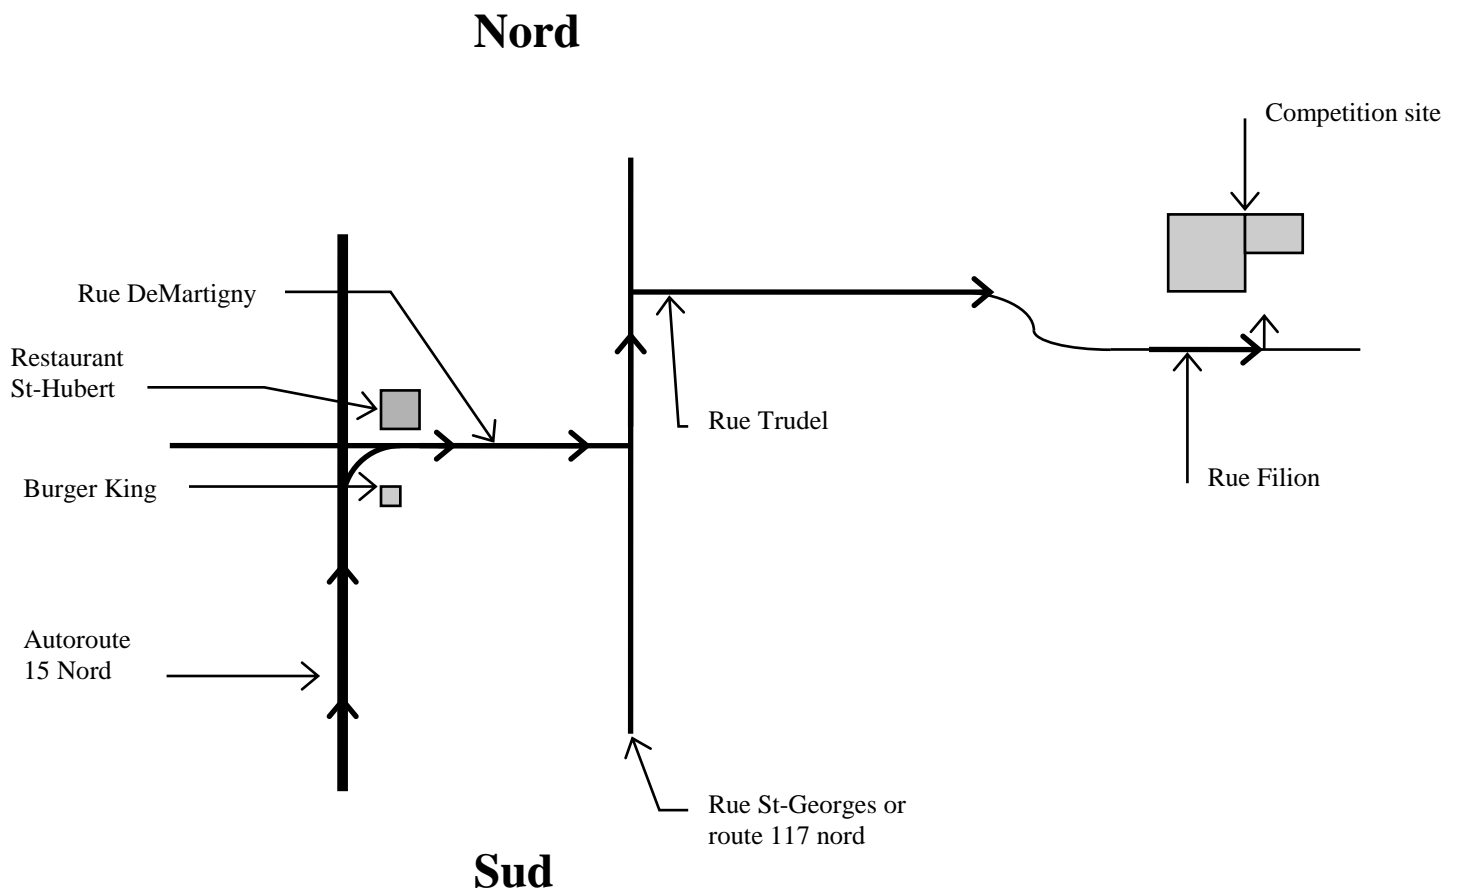 Nord
Competition site
Rue DeMartigny
Restaurant
St-Hubert
Rue Trudel
Burger King
Rue Filion
Autoroute
15 Nord
Rue St-Georges or
route 117 nord
Sud